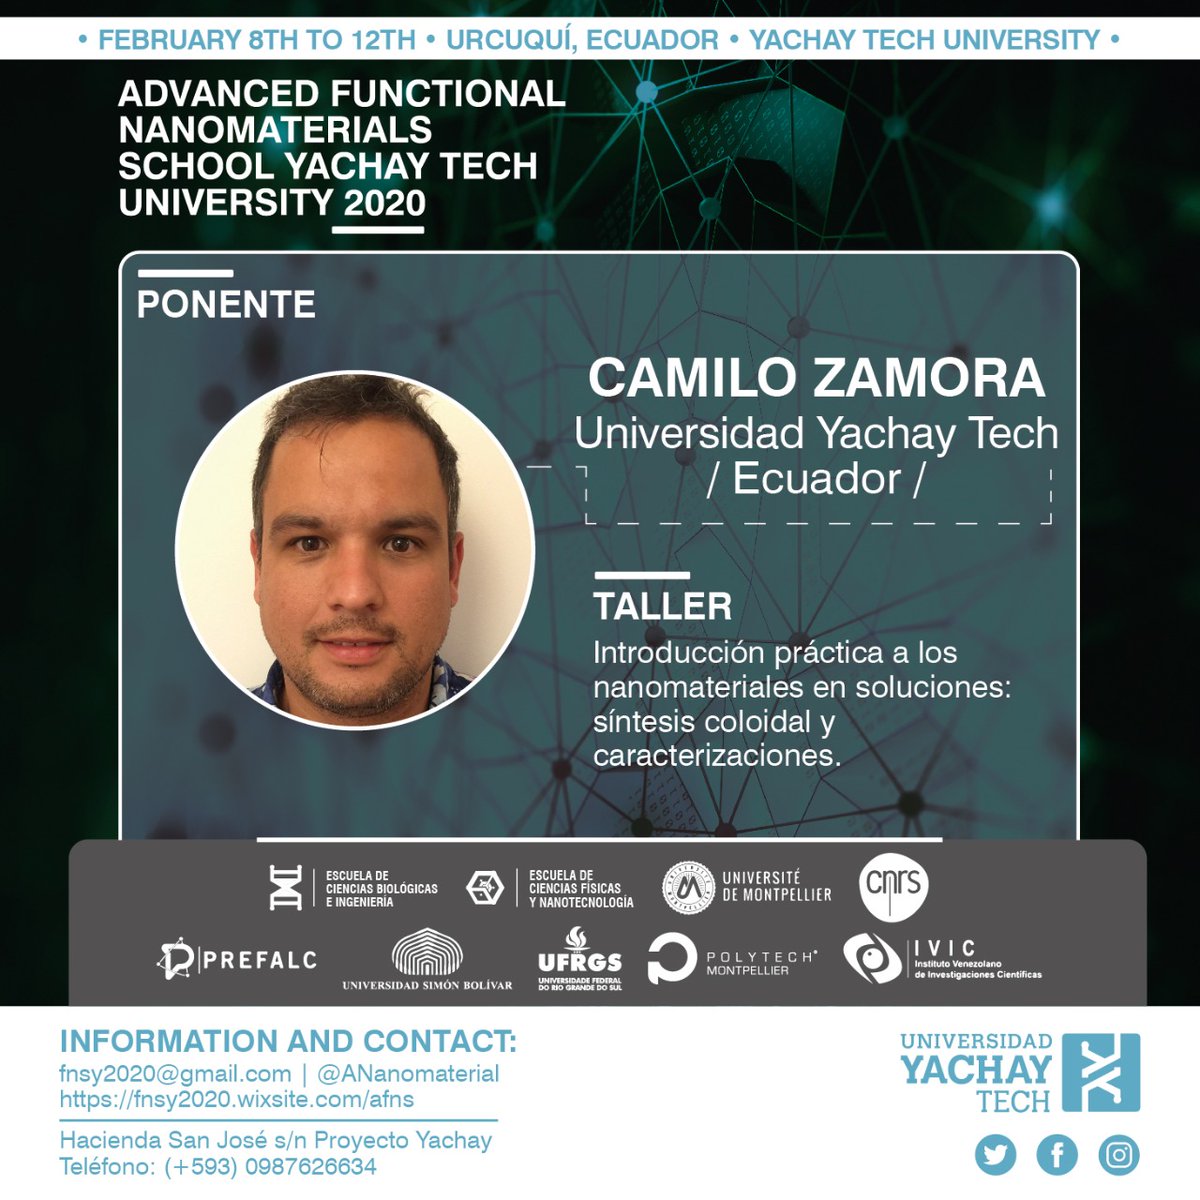 • FEBRUARY 8TH TO 12TH • URCUQUÍ, ECUADOR • YACHAY TECH UNIVERSITY •
ADVANCED FUNCTIONAL
NANOMATERIALS
SCHOOL YACHAY TECH
UNIVERSITY 2020
PONENTE
CAMILO ZAMORA
Universidad Yachay Tech
/ Ecuador /
TALLER
Introducción práctica a los
nanomateriales en soluciones:
síntesis coloidal y
caracterizaciones.
ESCUELA DE
CIENCIAS BIOLÓGICAS
E INGENIERÍA
ESCUELA DE
CIENCIAS FÍSICAS
Y NANOTECNOLOGÍA
UNIVERSITÉ
DE MONTPELLIER
cnrs
PREFALC
UNIVERSIDAD SIMÓN BOLÍVAR
UFRGS
UNIVERSIDADE FEDERAL
DO RIO GRANDE DO SUL
POLYTECH
MONTPELLIER
IVIC
Instituto Venezolano
de Investigaciones Científicas
INFORMATION AND CONTACT:
fnsy2020@gmail.com | @ANanomaterial
https://fnsy2020.wixsite.com/afns
Hacienda San José s/n Proyecto Yachay
Teléfono: (+593) 0987626634
UNIVERSIDAD
YACHAY
TECH